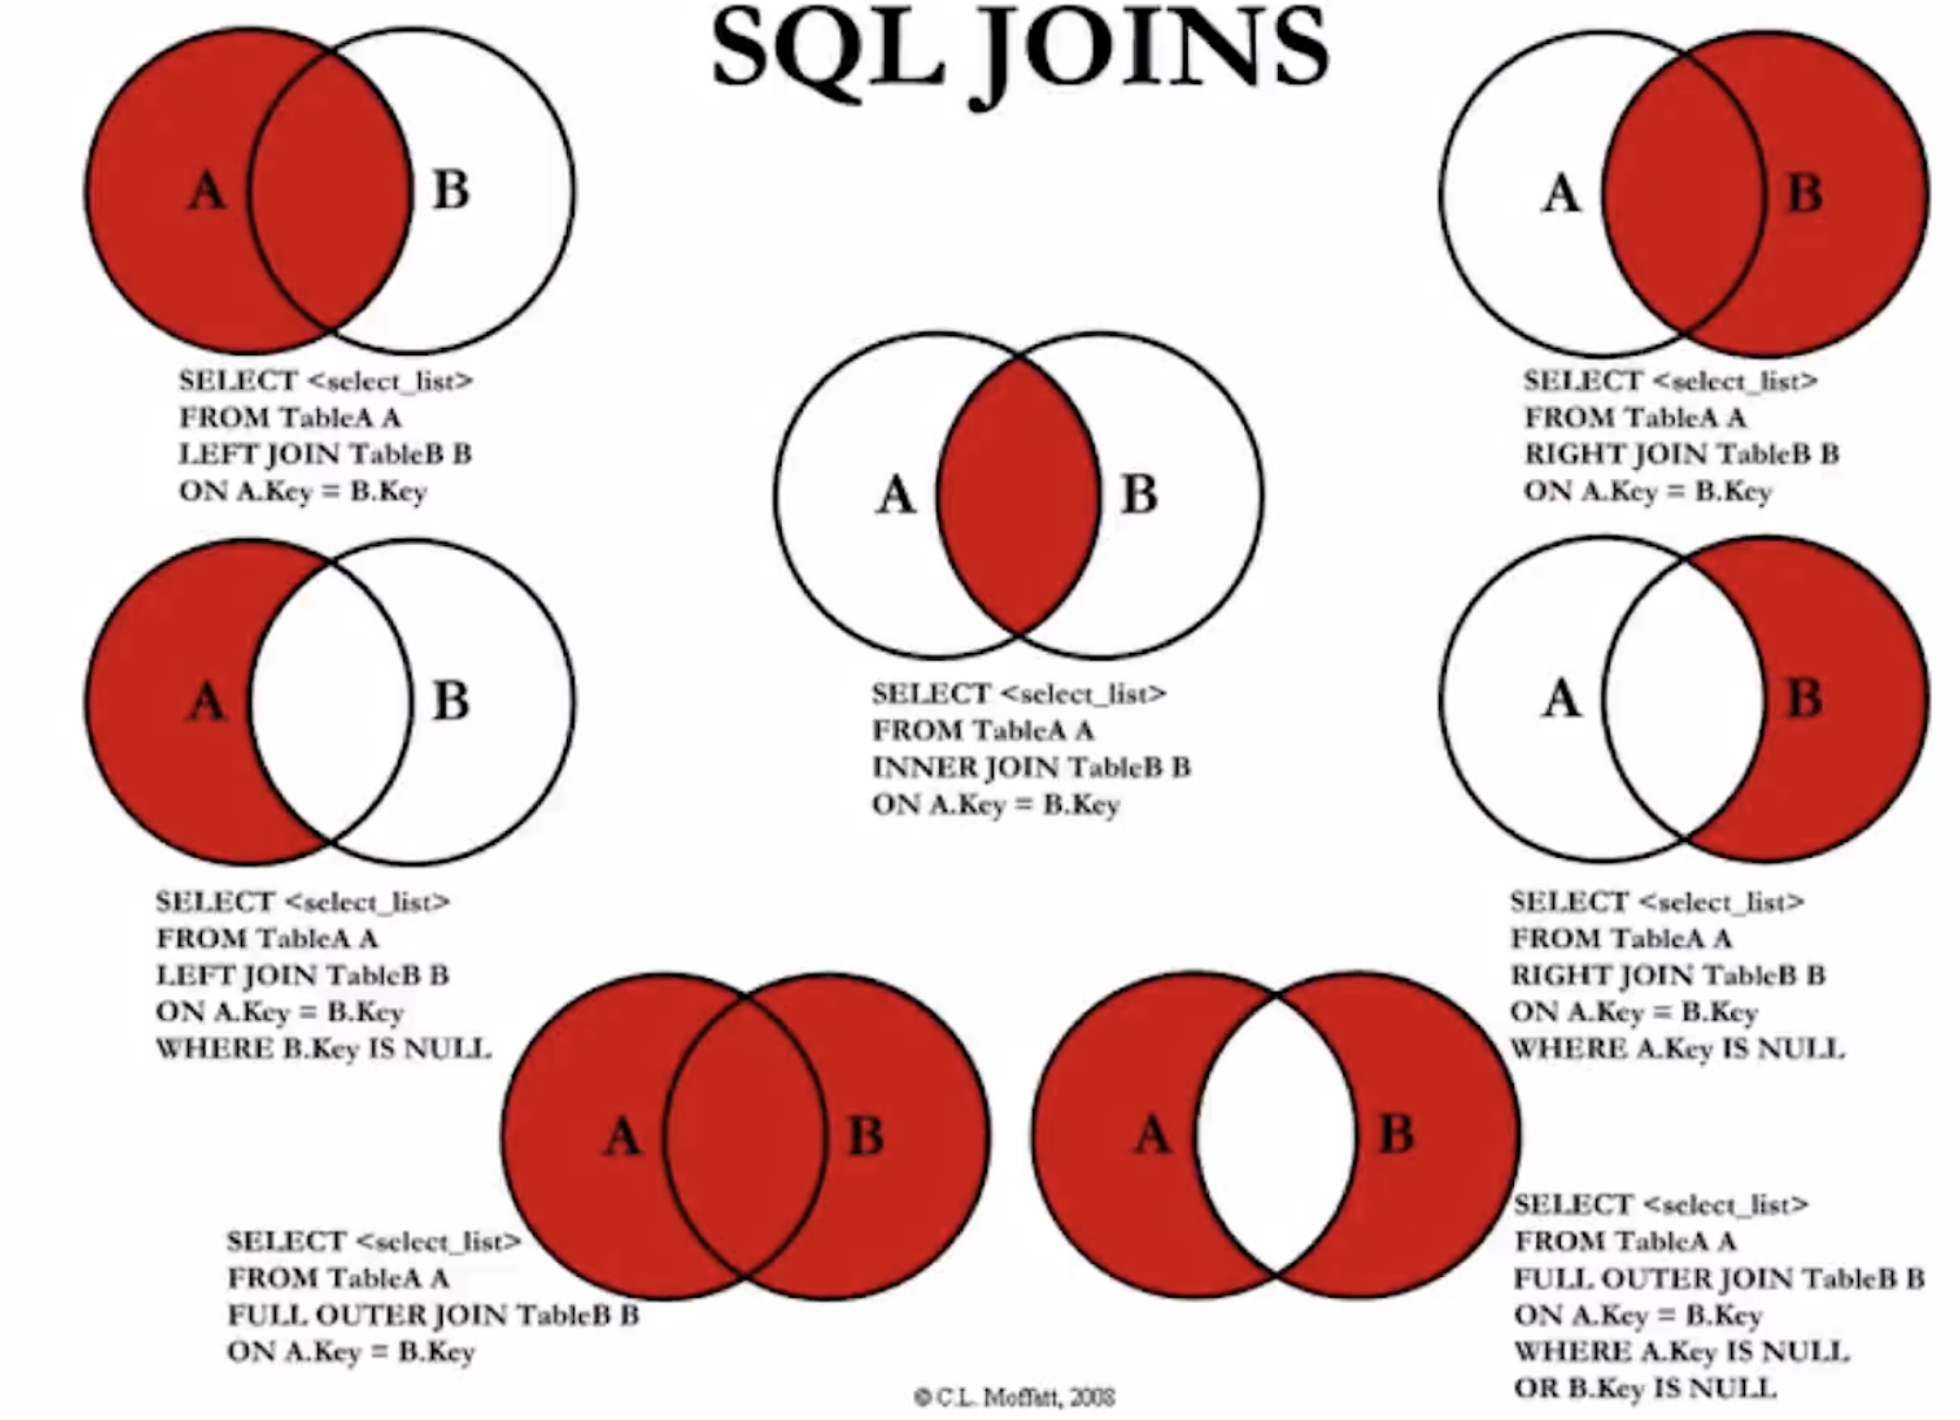 SQL JOINS
A B
SELECT <select_list>
FROM TableA A
LEFT JOIN TableB B
ON A.Key = B.Key
A B
SELECT <select_list>
FROM TableA A
RIGHT JOIN TableB B
ON A.Key = B.Key
A B
SELECT <select_list>
FROM TableA A
INNER JOIN TableB B
ON A.Key = B.Key
A B
SELECT <select_list>
FROM TableA A
LEFT JOIN TableB B
ON A.Key = B.Key
WHERE B.Key IS NULL
A B
SELECT <select_list>
FROM TableA A
RIGHT JOIN TableB B
ON A.Key = B.Key
WHERE A.Key IS NULL
A B
SELECT <select_list>
FROM TableA A
FULL OUTER JOIN TableB B
ON A.Key = B.Key
A B
SELECT <select_list>
FROM TableA A
FULL OUTER JOIN TableB B
ON A.Key = B.Key
WHERE A.Key IS NULL
OR B.Key IS NULL
© C.L. Moffatt, 2008